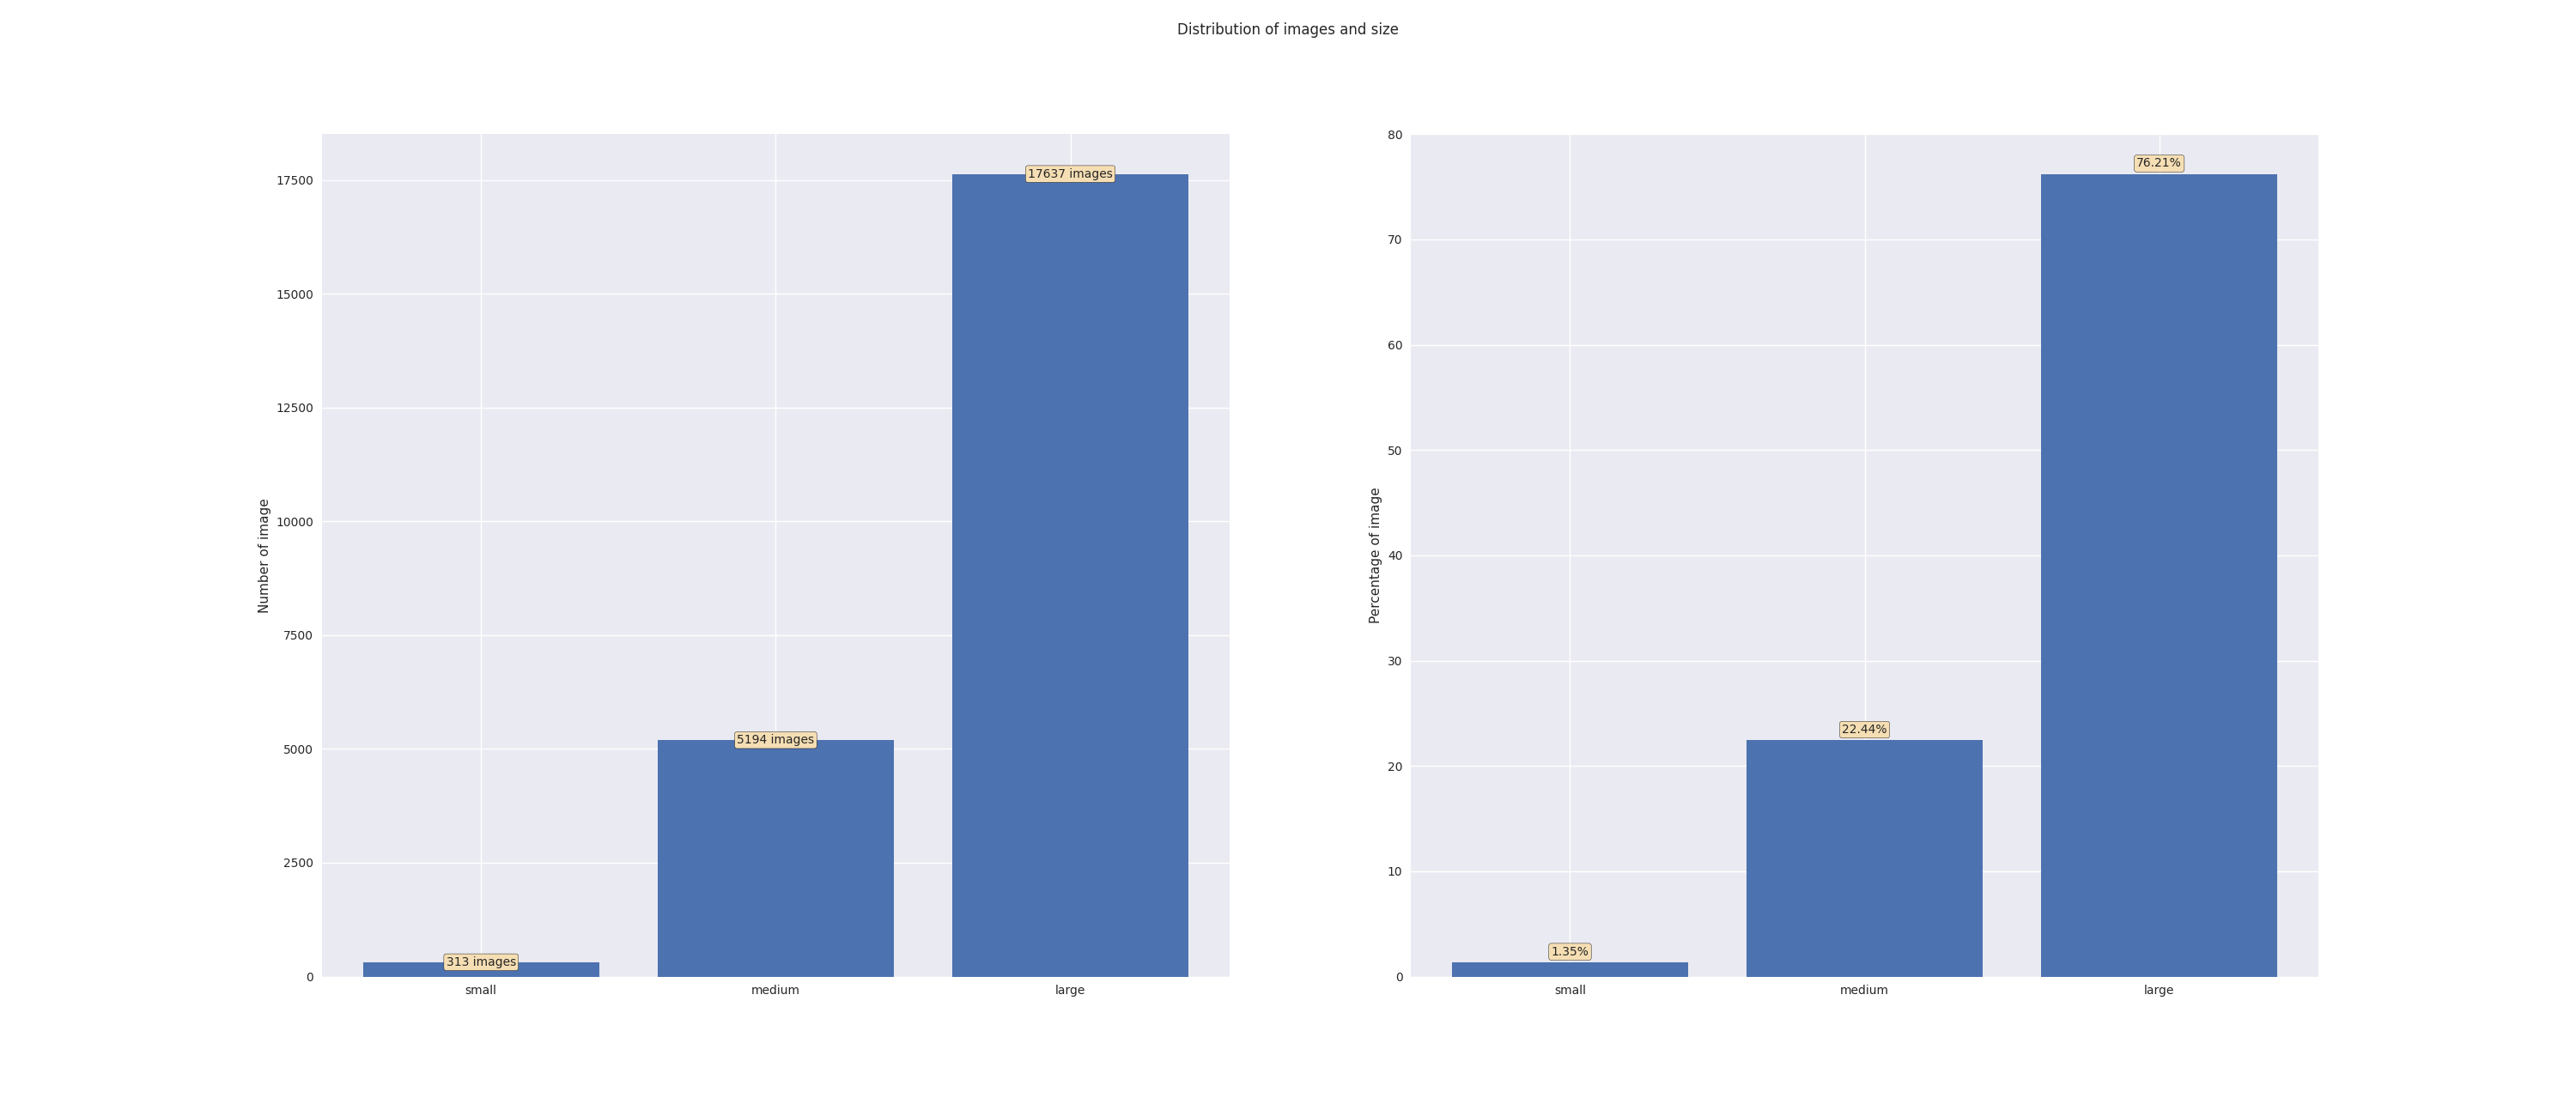 Distribution of images and size
Number of image
17500
15000
12500
10000
7500
5000
2500
0
17637 images
5194 images
313 images
small
medium
large
Percentage of image
80
70
60
50
40
30
20
10
0
76.21%
22.44%
1.35%
small
medium
large